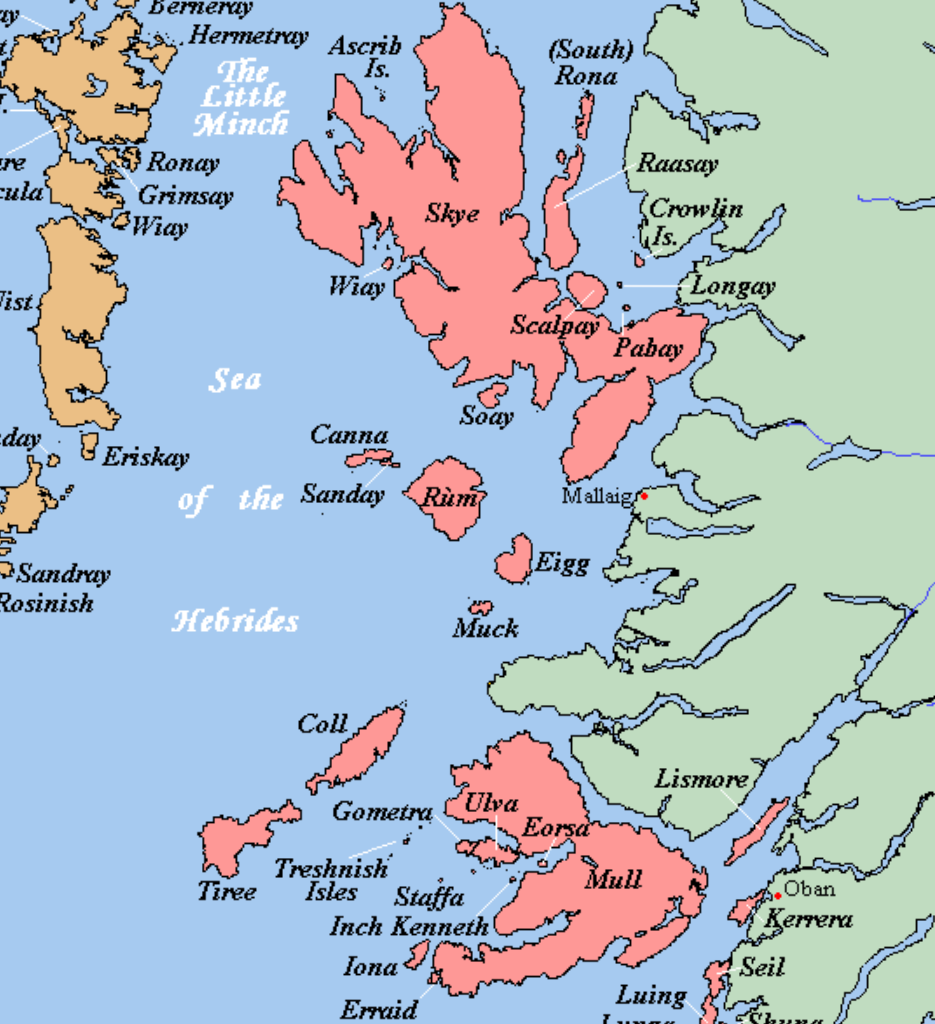 Berneray
Hermetray
Ascrib
Is.
(South)
Rona
The
Little
Minch
Ronay
Grimsay
Wiay
Raasay
Skye
Crowlin
Is.
Wiay
Longay
Scalpay
Pabay
Sea
Soay
Canna
Eriskay
Sanday
of the
Rùm
Mallaig
Eigg
Sandray
Rosinish
Hebrides
Muck
Coll
Lismore
Gometra
Ulva
Eorsa
Treshnish
Isles
Tiree
Staffa
Mull
Oban
Inch Kenneth
Kerrera
Iona
Seil
Erraid
Luing
Lunga
Shuna